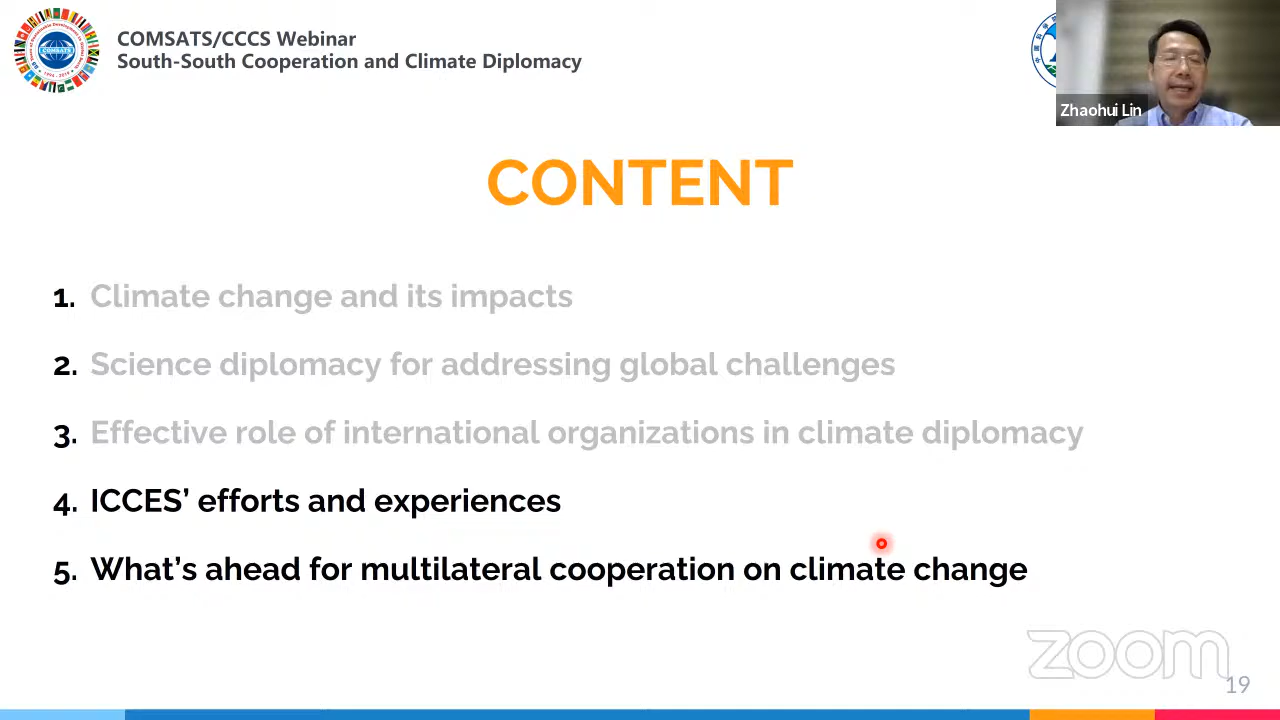 COMSATS/CCCS Webinar
South-South Cooperation and Climate Diplomacy
COMSATS
Zhaohui Lin
CONTENT
1. Climate change and its impacts
2. Science diplomacy for addressing global challenges
3. Effective role of international organizations in climate diplomacy
4. ICCES’ efforts and experiences
5. What’s ahead for multilateral cooperation on climate change
zoom
19